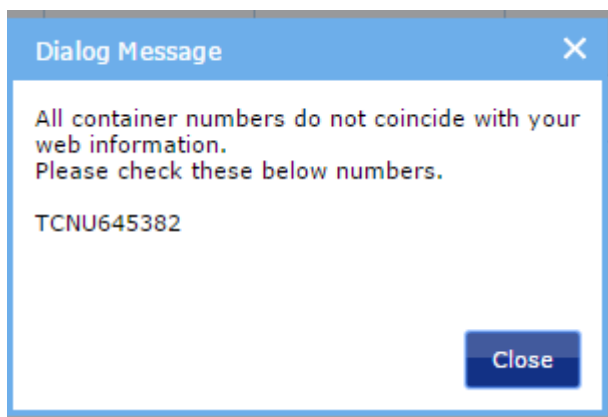 Dialog Message
All container numbers do not coincide with your
web information.
Please check these below numbers.
TCNU645382
Close